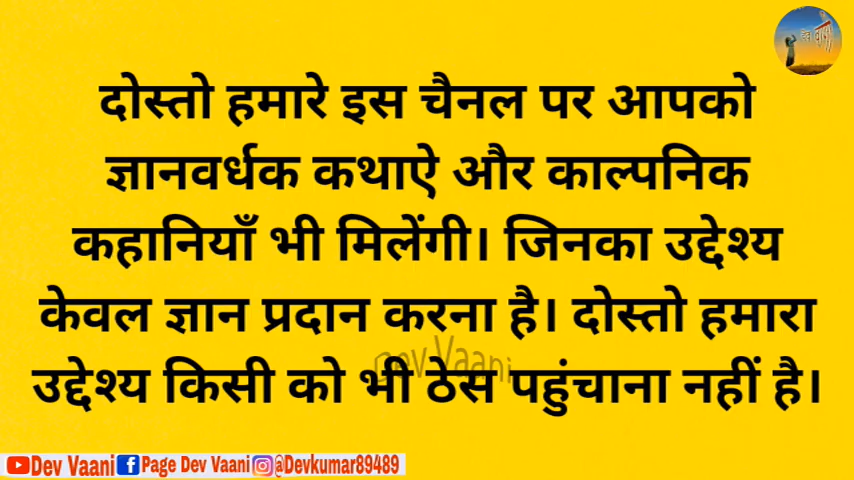 देव वाणी
दोस्तो हमारे इस चैनल पर आपको
ज्ञानवर्धक कथाऐ और काल्पनिक
कहानियाँ भी मिलेंगी। जिनका उद्देश्य
केवल ज्ञान प्रदान करना है। दोस्तो हमारा
उद्देश्य किसी को भी ठेस पहुंचाना नहीं है।
Dev Vaani
Dev Vaani Page Dev Vaani @Devkumar89489